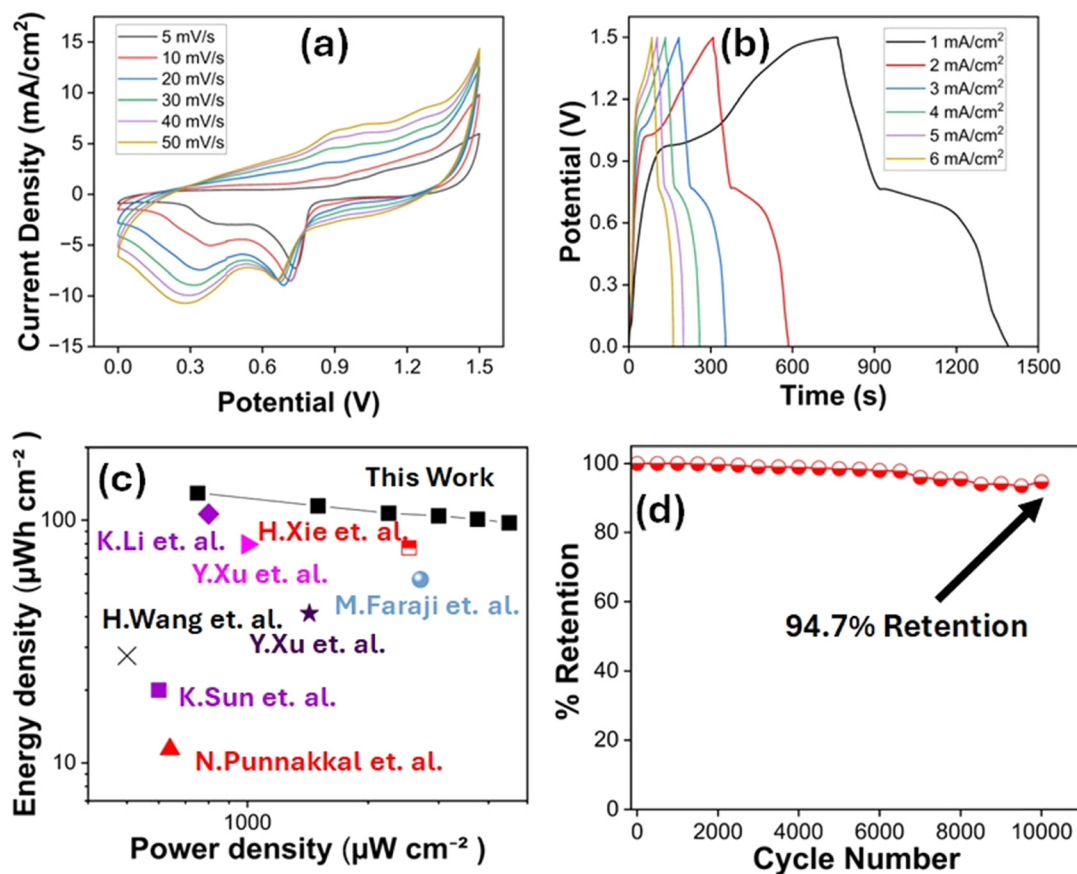 (a)
5 mV/s
10 mV/s
20 mV/s
30 mV/s
40 mV/s
50 mV/s
15
10
5
0
−5
−10
−15
0.0 0.3 0.6 0.9 1.2 1.5
Current Density (mA/cm²)
Potential (V)
(b)
1 mA/cm²
2 mA/cm²
3 mA/cm²
4 mA/cm²
5 mA/cm²
6 mA/cm²
1.5
1.2
0.9
0.6
0.3
0.0
0 300 600 900 1200 1500
Potential (V)
Time (s)
(c)
This Work
K.Li et. al.
H.Xie et. al.
Y.Xu et. al.
M.Faraji et. al.
H.Wang et. al.
Y.Xu et. al.
K.Sun et. al.
N.Punnakkal et. al.
100
10
1000
Energy density (µWh cm⁻²)
Power density (µW cm⁻² )
(d)
94.7% Retention
100
80
60
40
20
0
0 2000 4000 6000 8000 10000
% Retention
Cycle Number